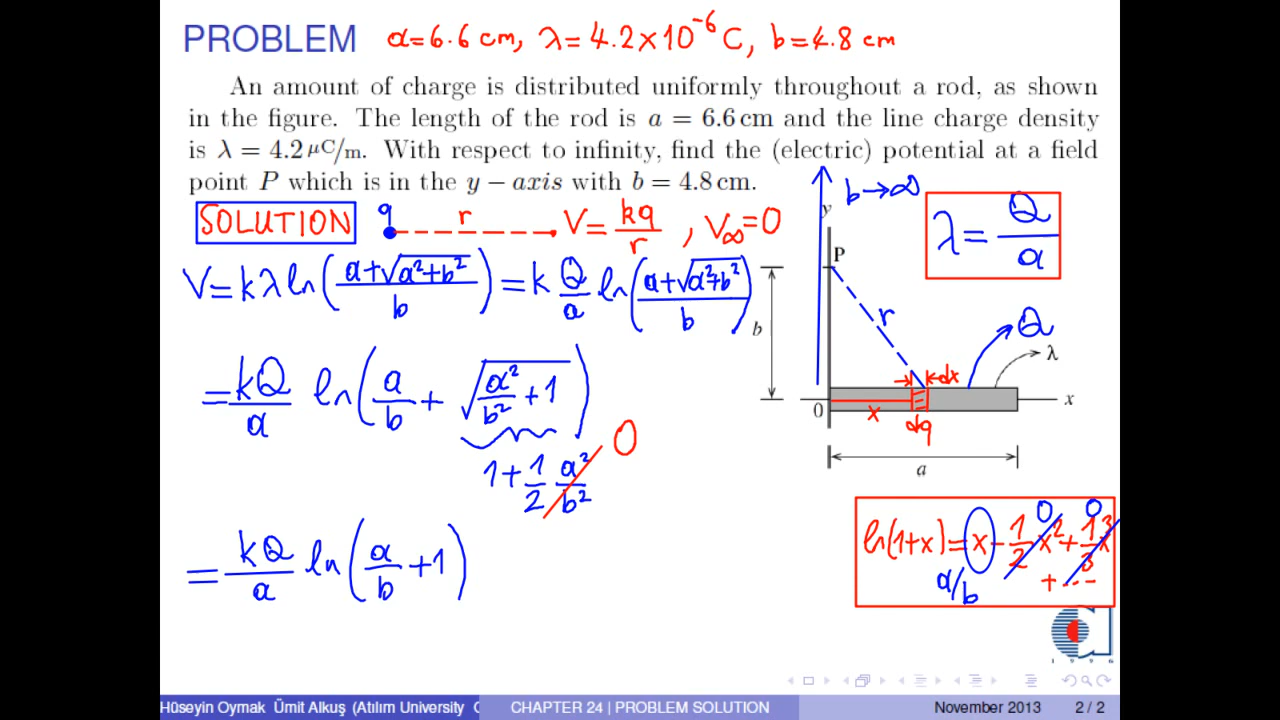 PROBLEM a = 6.6 cm, λ = 4.2×10⁻⁶ C, b = 4.8 cm
An amount of charge is distributed uniformly throughout a rod, as shown
in the figure. The length of the rod is a = 6.6 cm and the line charge density
is λ = 4.2 μC/m. With respect to infinity, find the (electric) potential at a field
point P which is in the y − axis with b = 4.8 cm.
SOLUTION q r V = kq/r , V∞ = 0
b → ∞
λ = Q/a
V = kλ ln((a+√(a²+b²))/b) = k Q/a ln((a+√(a²+b²))/b)
= kQ/a ln(a/b + √(a²/b² + 1))
1 + 1/2 a²/b² 0
= kQ/a ln(a/b + 1)
y
P
r
b
Q
λ
dx
0
x
dq
x
a
ln(1+x) = x − 1/2 x² + 1/3 x³ 0 0
+ ...
a/b
1 9 9 6
Hüseyin Oymak Ümit Alkuş (Atılım University C CHAPTER 24 | PROBLEM SOLUTION November 2013 2 / 2